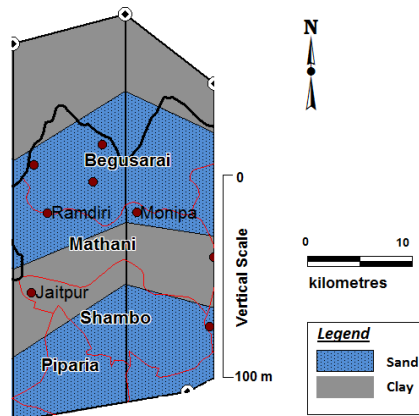 N
Begusarai
0
Ramdiri
Monipa
Mathani
Vertical Scale
0 10
kilometres
Jaitpur
Shambo
Legend
Piparia
Sand
100 m
Clay